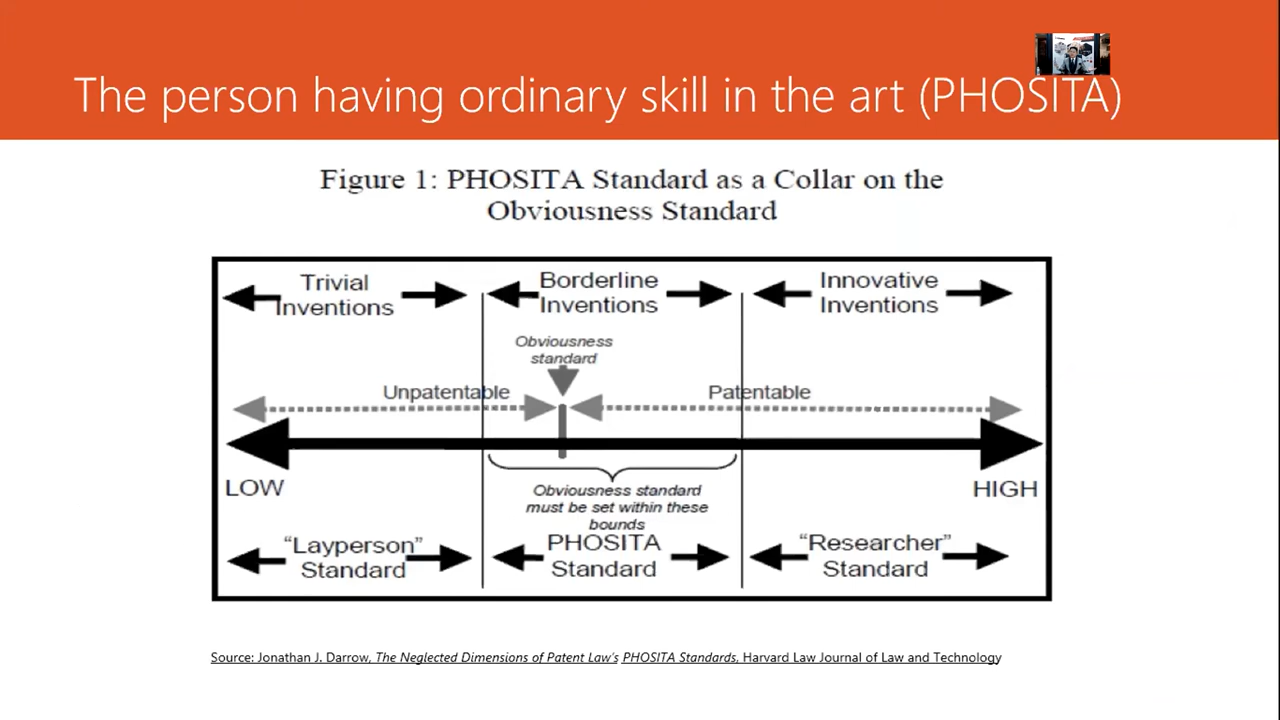 The person having ordinary skill in the art (PHOSITA)
Figure 1: PHOSITA Standard as a Collar on the
Obviousness Standard
Trivial
Inventions
Borderline
Inventions
Innovative
Inventions
Obviousness
standard
Unpatentable
Patentable
LOW
HIGH
Obviousness standard
must be set within these
bounds
"Layperson"
Standard
PHOSITA
Standard
"Researcher"
Standard
Source: Jonathan J. Darrow, The Neglected Dimensions of Patent Law's PHOSITA Standards, Harvard Law Journal of Law and Technology